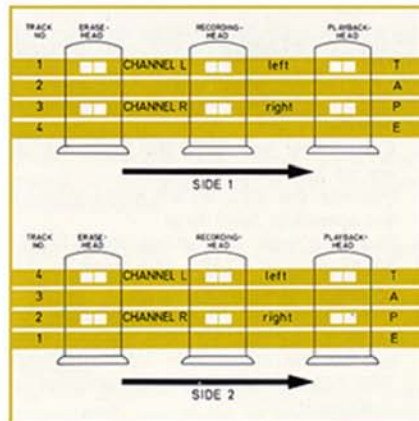 TRACK NO. ERASE-HEAD RECORDING-HEAD PLAYBACK-HEAD
1 CHANNEL L left T
2 A
3 CHANNEL R right P
4 E
SIDE 1
TRACK NO. ERASE-HEAD RECORDING-HEAD PLAYBACK-HEAD
4 CHANNEL L left T
3 A
2 CHANNEL R right P
1 E
SIDE 2